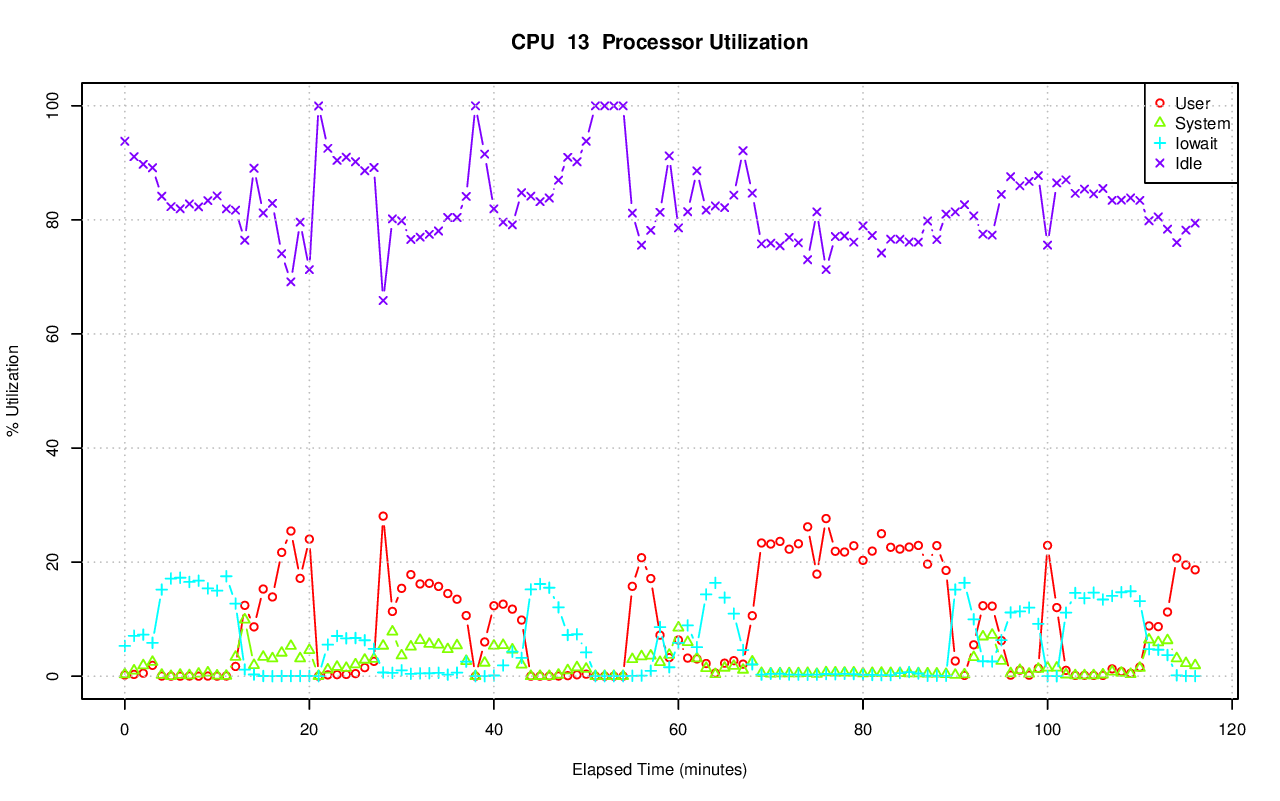 CPU  13  Processor Utilization
User
System
Iowait
Idle
% Utilization
100
80
60
40
20
0
0 20 40 60 80 100 120
Elapsed Time (minutes)